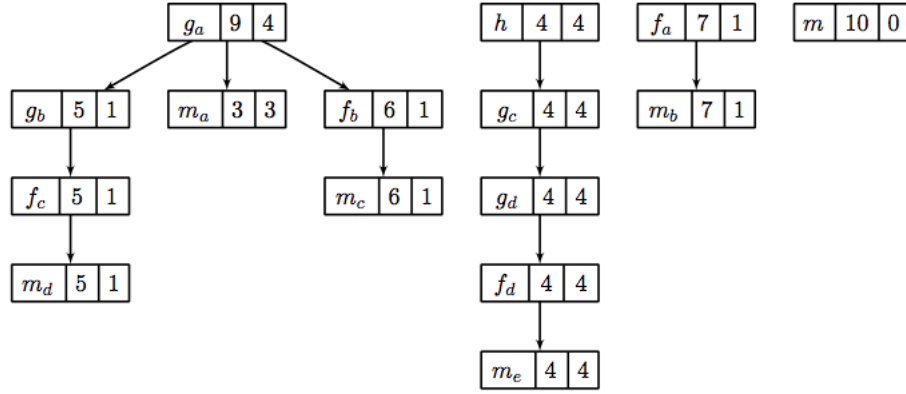 g_a 9 4 h 4 4 f_a 7 1 m 10 0
g_b 5 1 m_a 3 3 f_b 6 1 g_c 4 4 m_b 7 1
f_c 5 1 m_c 6 1 g_d 4 4
m_d 5 1 f_d 4 4
m_e 4 4